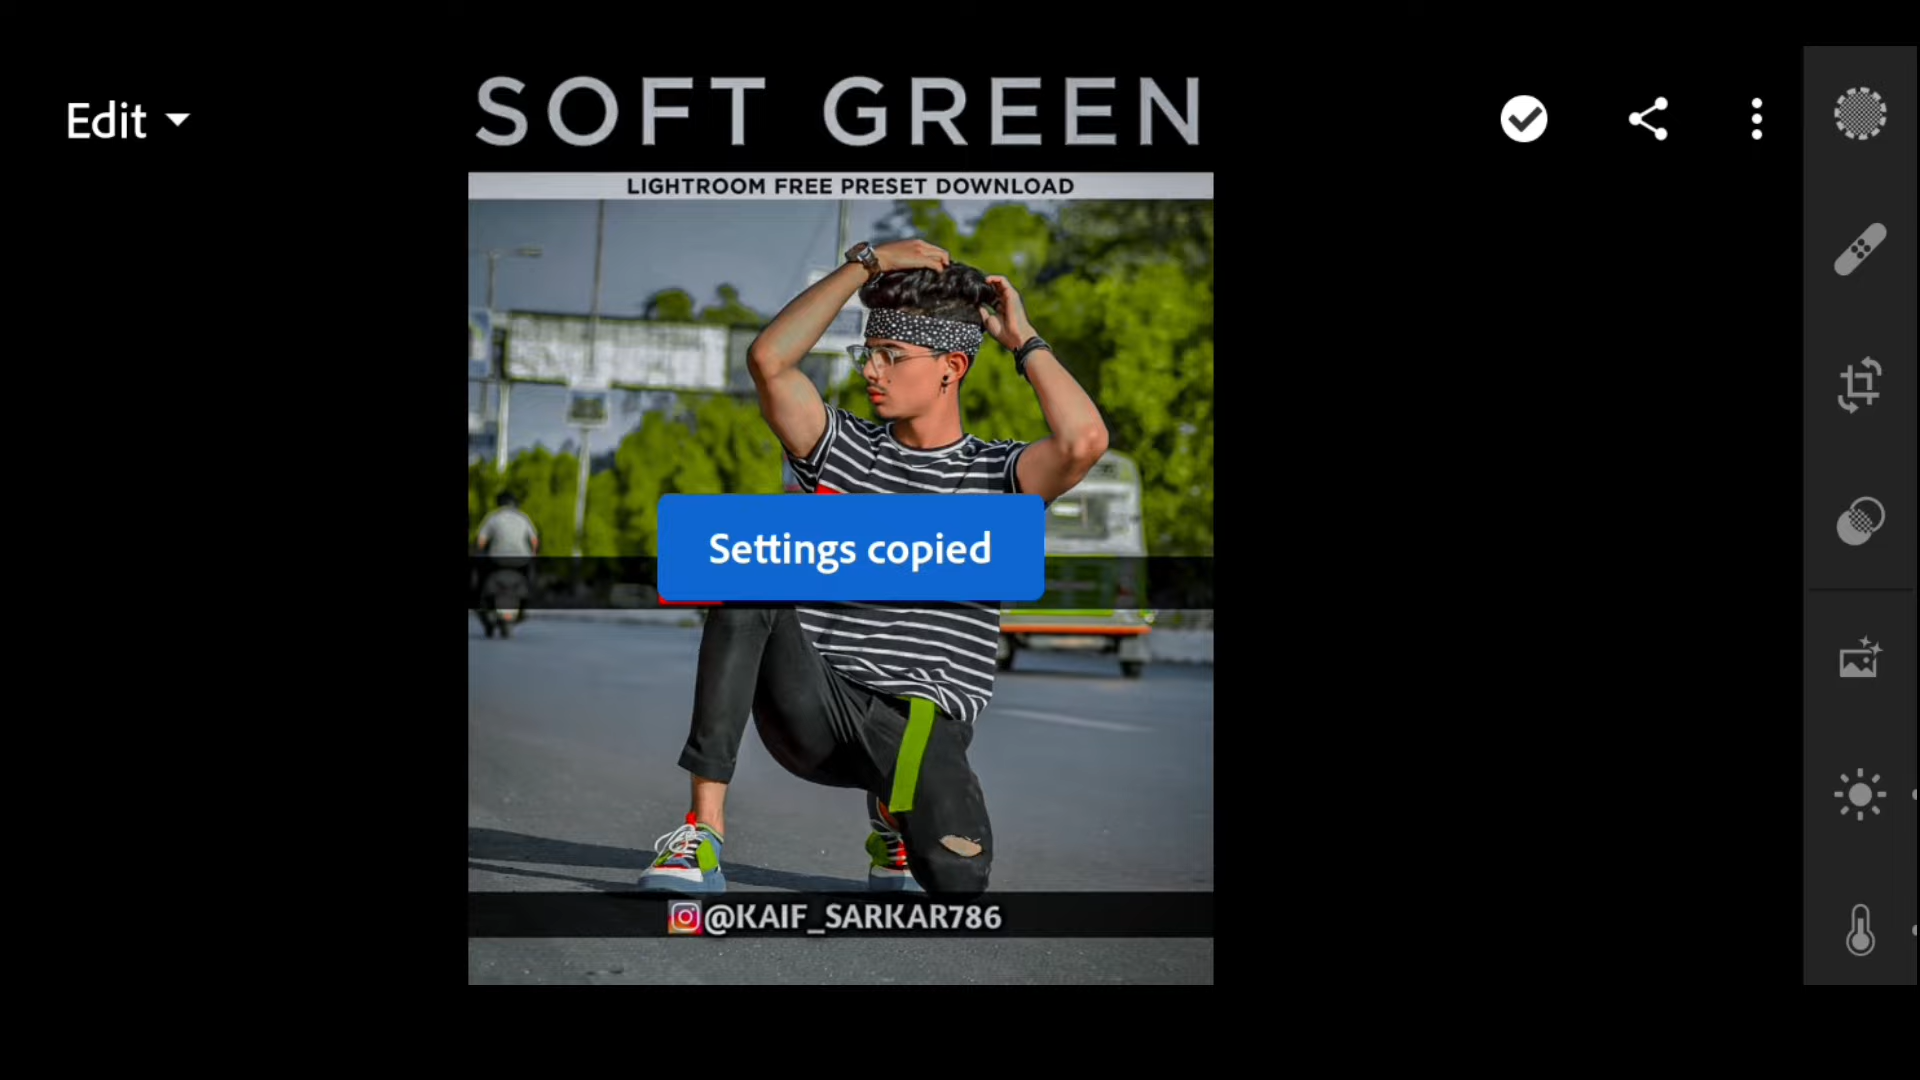 SOFT GREEN
Edit
LIGHTROOM FREE PRESET DOWNLOAD
Settings copied
@KAIF_SARKAR786